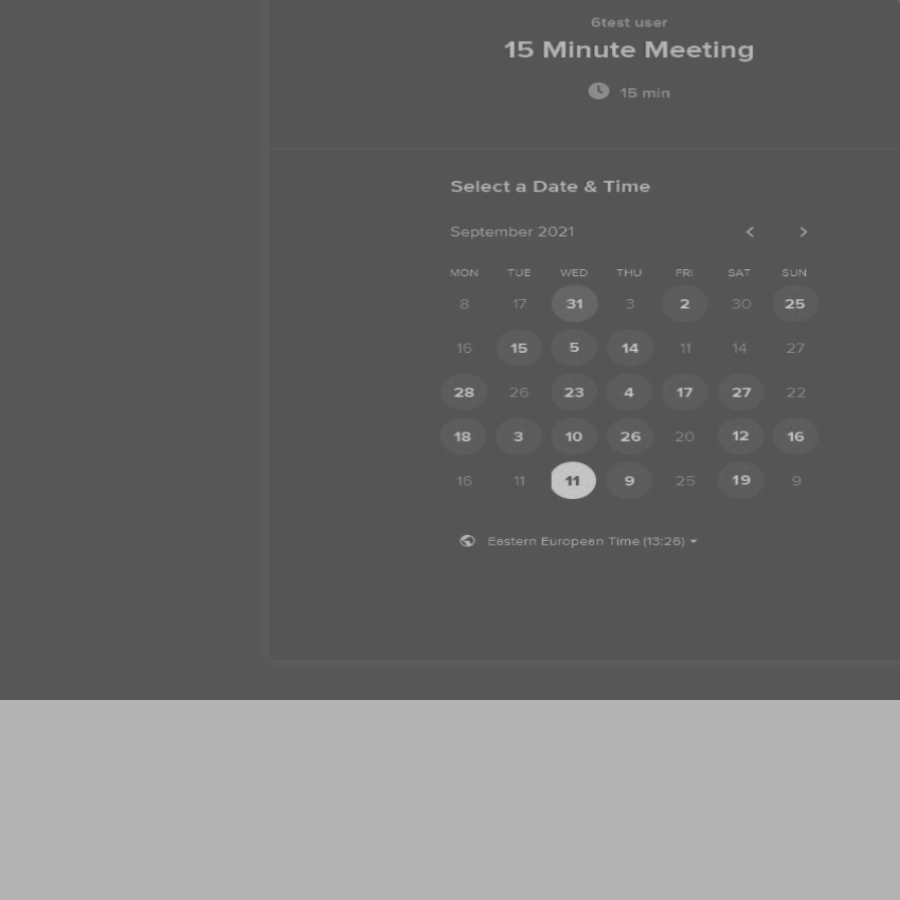 6test user
15 Minute Meeting
15 min
Select a Date & Time
September 2021
MON TUE WED THU FRI SAT SUN
8 17 31 3 2 30 25
16 15 5 14 11 14 27
28 26 23 4 17 27 22
18 3 10 26 20 12 16
16 11 11 9 25 19 9
Eastern European Time (13:26)